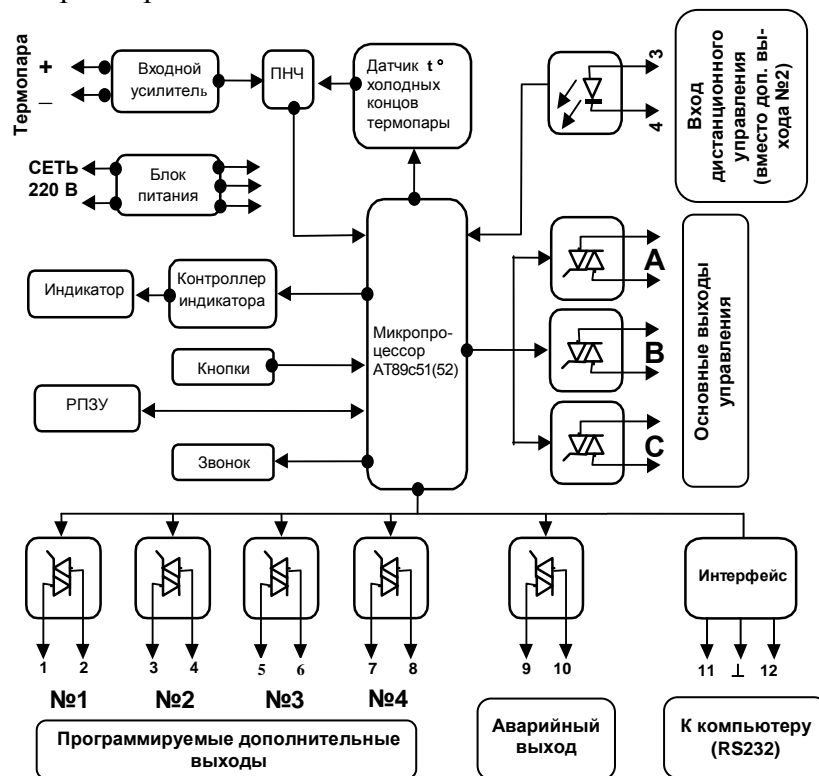 Термопара
+
_
Входной
усилитель
ПНЧ
Датчик t°
холодных
концов
термопары
3
4
Вход
дистанционного
управления
(вместо доп. вы-
хода №2)
СЕТЬ
220 В
Блок
питания
Индикатор
Контроллер
индикатора
Кнопки
РПЗУ
Звонок
Микропро-
цессор
АТ89с51(52)
A
B
C
Основные выходы
управления
Интерфейс
1 2 3 4 5 6 7 8 9 10 11 ⊥ 12
№1 №2 №3 №4
Программируемые дополнительные
выходы
Аварийный
выход
К компьютеру
(RS232)